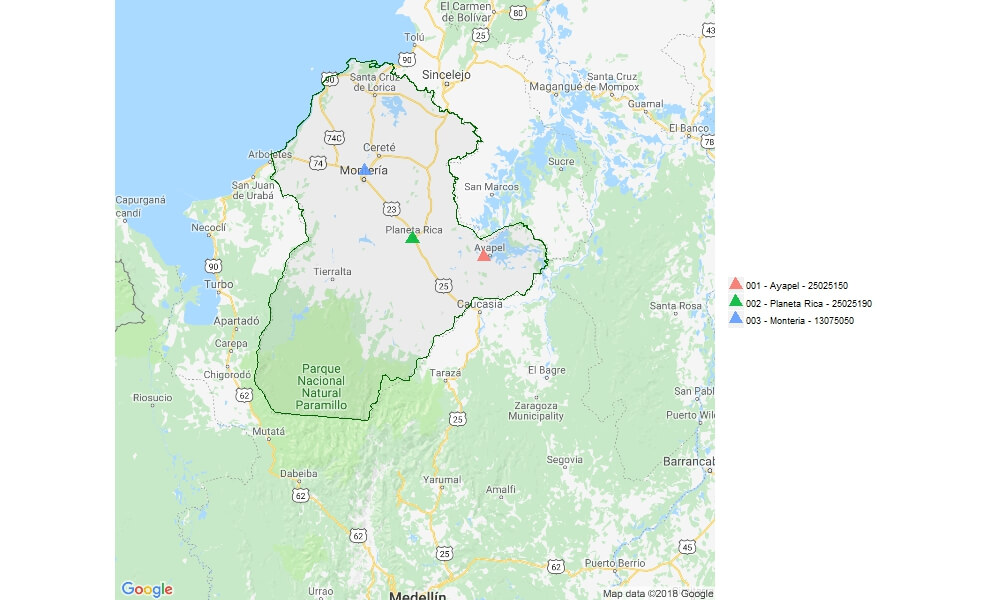 El Carmen
de Bolívar
80
25
43
Tolú
90
Sincelejo
90
Santa Cruz
de Lorica
Santa Cruz
Magangué de Mompox
Guamal
El Banco
78
74C
Cereté
Arboletes
74
Montería
Sucre
San Juan
de Urabá
San Marcos
Capurganá
candí
23
Necoclí
Planeta Rica
Ayapel
90
Tierralta
Turbo
25
Caucasia
Santa Rosa
Apartadó
Carepa
Chigorodó
Parque
Nacional
Natural
Paramillo
Tarazá
El Bagre
62
Riosucio
San Pabl
Zaragoza
Municipality
Puerto Wil
25
Mutatá
Segovia
Barrancab
Dabeiba
Yarumal
Amalfi
62
62
45
25
62
Puerto Berrio
Urrao
Medellín
Google
Map data ©2018 Google
001 - Ayapel - 25025150
002 - Planeta Rica - 25025190
003 - Monteria - 13075050